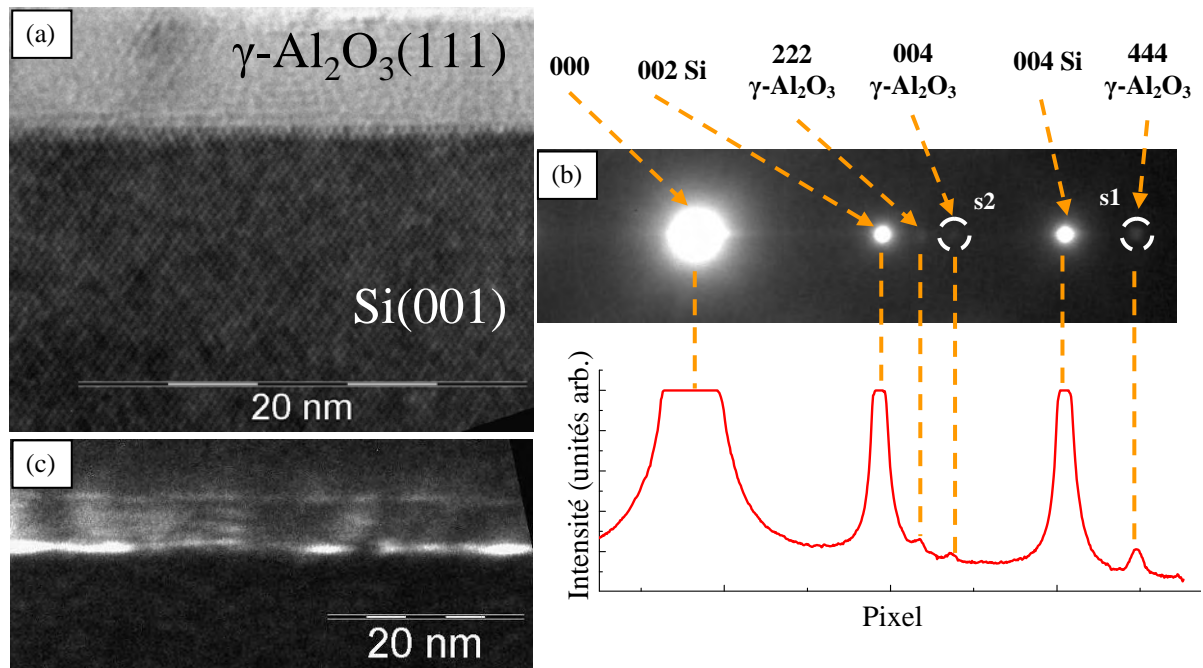 (a)
γ-Al₂O₃(111)
Si(001)
20 nm
000
002 Si
222
γ-Al₂O₃
004
γ-Al₂O₃
004 Si
444
γ-Al₂O₃
(b)
s2
s1
Intensité (unités arb.)
Pixel
(c)
20 nm